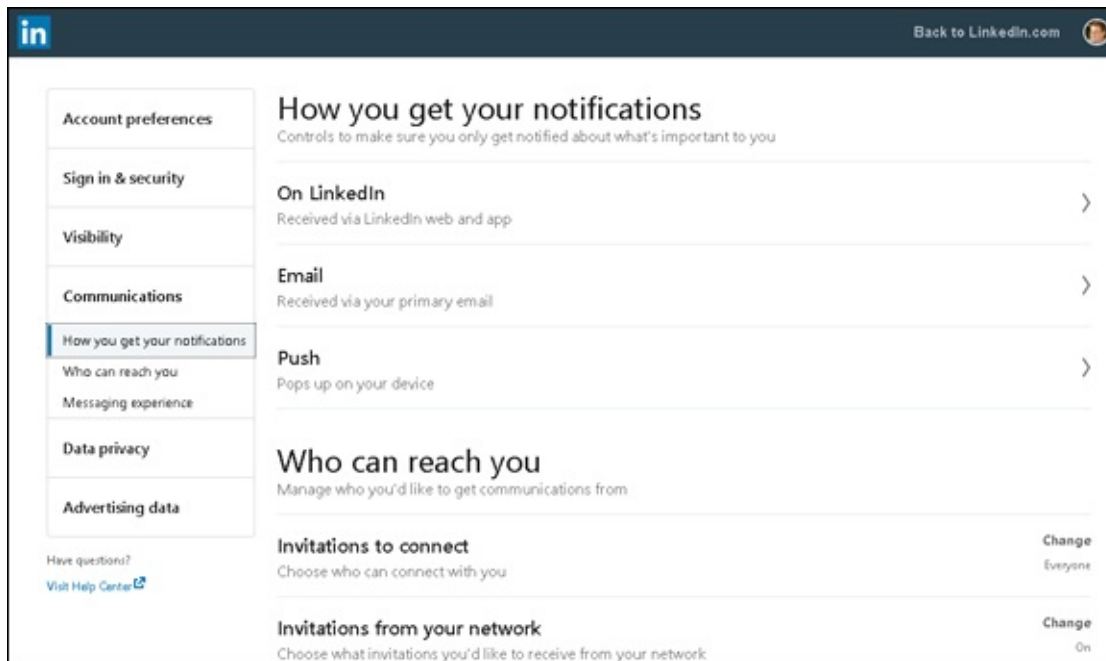 in
Back to LinkedIn.com
Account preferences
Sign in & security
Visibility
Communications
How you get your notifications
Who can reach you
Messaging experience
Data privacy
Advertising data
Have questions?
Visit Help Center
How you get your notifications
Controls to make sure you only get notified about what's important to you
On LinkedIn
Received via LinkedIn web and app
Email
Received via your primary email
Push
Pops up on your device
Who can reach you
Manage who you'd like to get communications from
Invitations to connect
Change
Choose who can connect with you
Everyone
Invitations from your network
Change
Choose what invitations you'd like to receive from your network
On